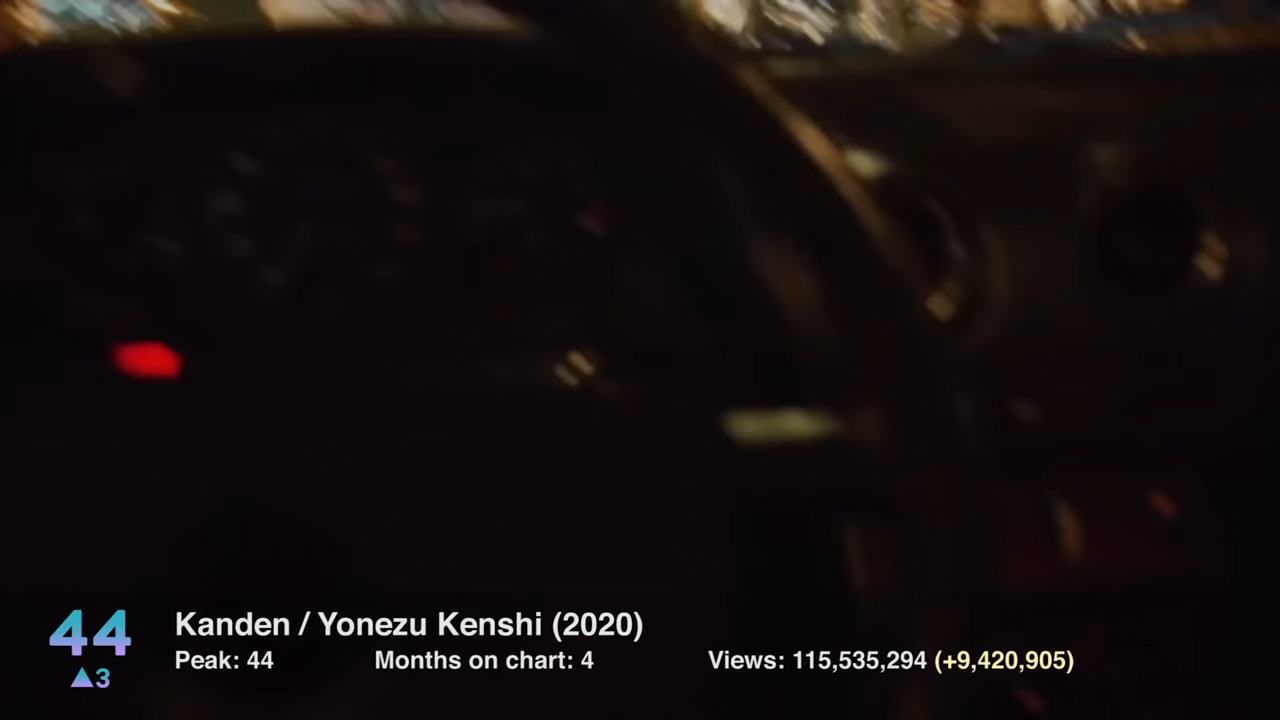 44
Kanden / Yonezu Kenshi (2020)
▲3
Peak: 44 Months on chart: 4 Views: 115,535,294 (+9,420,905)